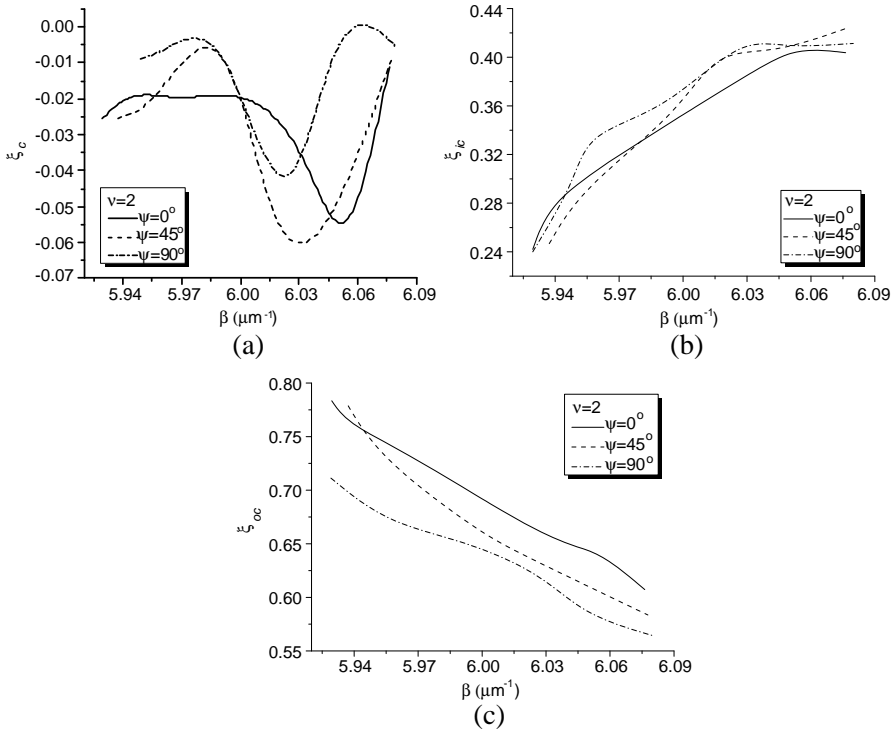 0.00
-0.01
-0.02
-0.03
-0.04
-0.05
-0.06
-0.07
ξc
ν=2
ψ=0°
ψ=45°
ψ=90°
5.94 5.97 6.00 6.03 6.06 6.09
β (μm-1)
(a)
0.44
0.40
0.36
0.32
0.28
0.24
ξic
ν=2
ψ=0°
ψ=45°
ψ=90°
5.94 5.97 6.00 6.03 6.06 6.09
β (μm-1)
(b)
0.80
0.75
0.70
0.65
0.60
0.55
ξoc
ν=2
ψ=0°
ψ=45°
ψ=90°
5.94 5.97 6.00 6.03 6.06 6.09
β (μm-1)
(c)